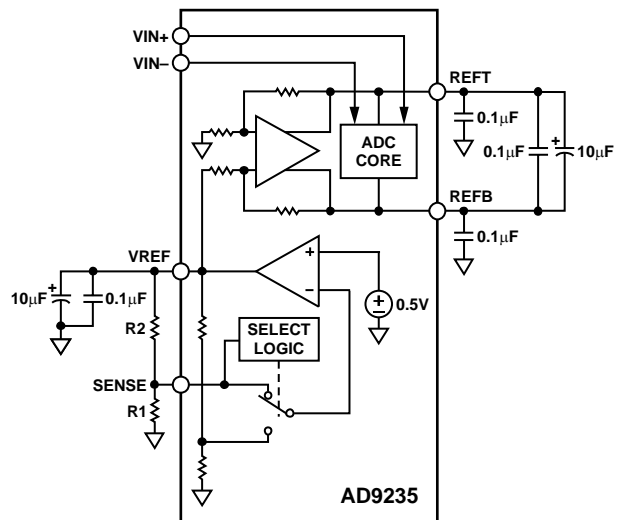 VIN+
VIN–
REFT
0.1µF
ADC
CORE
0.1µF
10µF
REFB
0.1µF
VREF
+
–
10µF
0.1µF
R2
0.5V
SELECT
LOGIC
SENSE
R1
AD9235